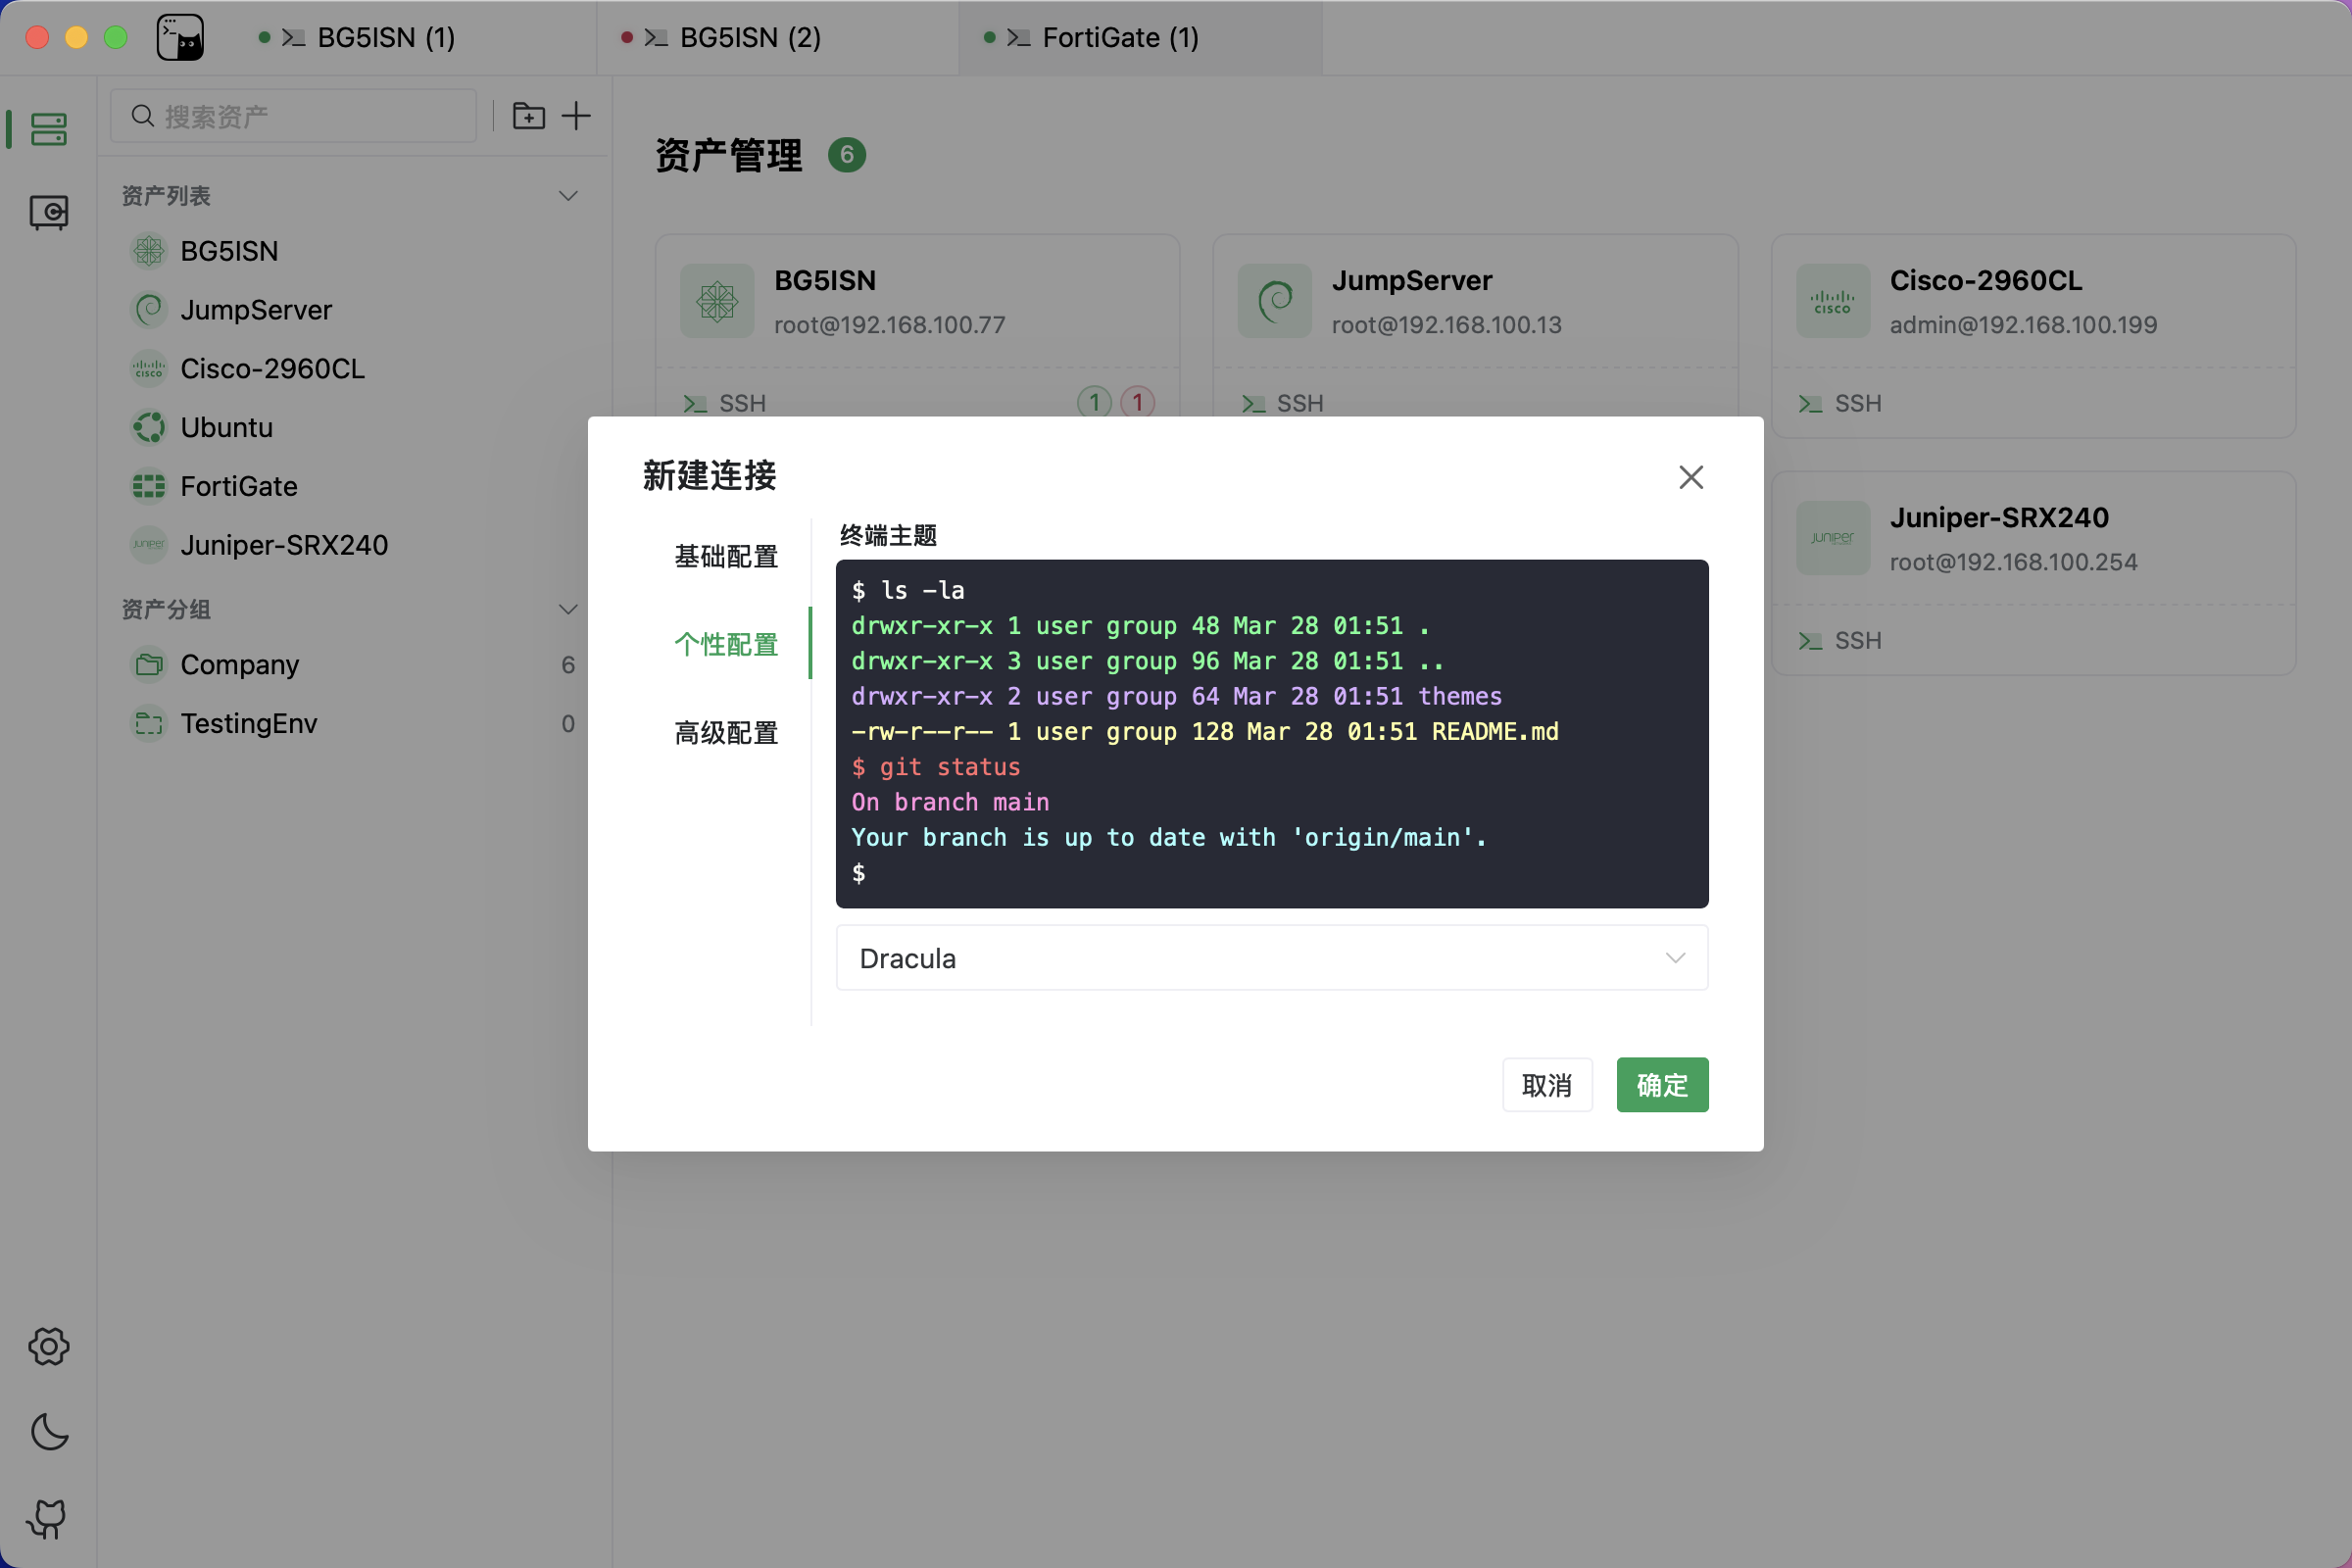 BG5ISN (1)
BG5ISN (2)
FortiGate (1)
搜索资产
资产列表
BG5ISN
JumpServer
CISCO
Cisco-2960CL
Ubuntu
FortiGate
JUNIPER
Juniper-SRX240
资产分组
Company 6
TestingEnv 0
资产管理 6
BG5ISN
root@192.168.100.77
SSH 1 1
JumpServer
root@192.168.100.13
SSH
CISCO
Cisco-2960CL
admin@192.168.100.199
SSH
JUNIPER
Juniper-SRX240
root@192.168.100.254
SSH
新建连接
基础配置
个性配置
高级配置
终端主题
$ ls -la
drwxr-xr-x 1 user group 48 Mar 28 01:51 .
drwxr-xr-x 3 user group 96 Mar 28 01:51 ..
drwxr-xr-x 2 user group 64 Mar 28 01:51 themes
-rw-r--r-- 1 user group 128 Mar 28 01:51 README.md
$ git status
On branch main
Your branch is up to date with 'origin/main'.
$
Dracula
取消
确定